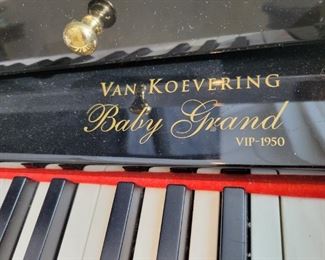 VAN KOEVERING
Baby Grand
VIP-1950